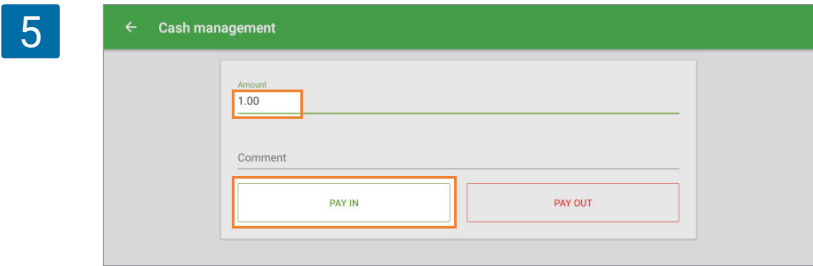 5
← Cash management
Amount
1.00
Comment
PAY IN PAY OUT